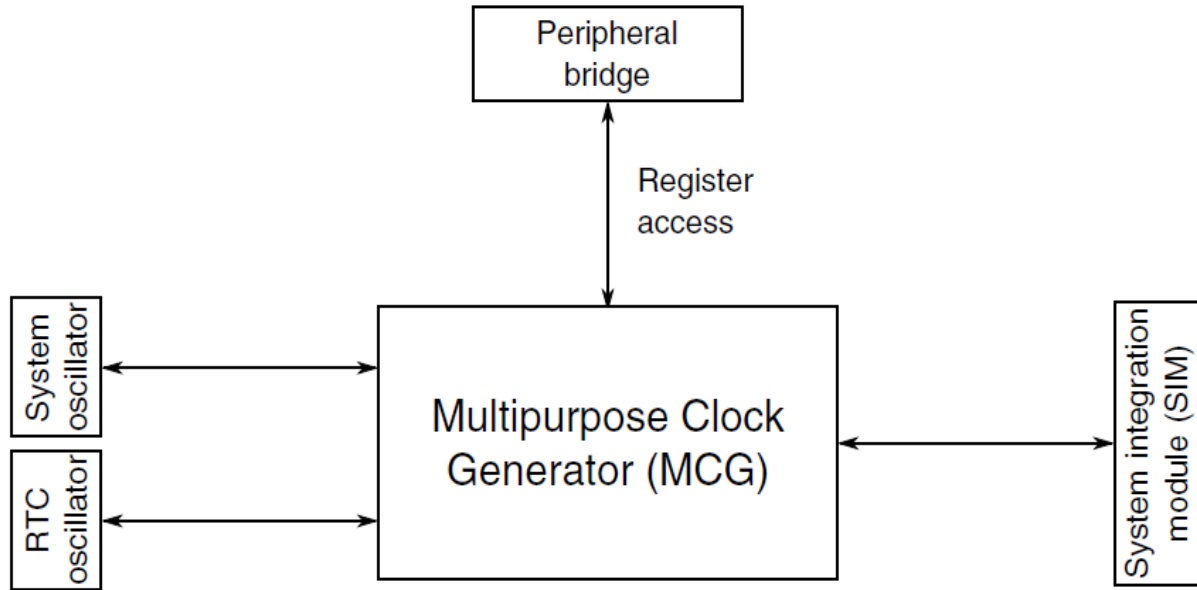 Peripheral
bridge
Register
access
System
oscillator
RTC
oscillator
Multipurpose Clock
Generator (MCG)
System integration
module (SIM)